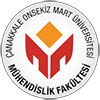 ÇANAKKALE ONSEKİZ MART ÜNİVERSİTESİ
MÜHENDİSLİK FAKÜLTESİ